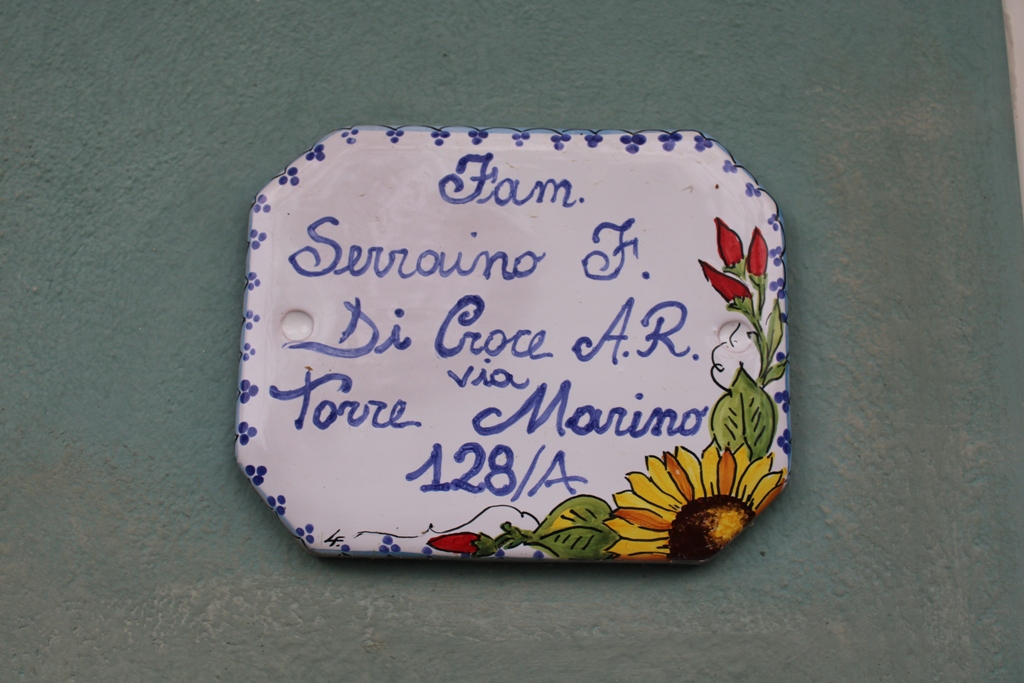 Fam.
Serraino F.
Di Croce A.R.
via
Torre Marino
128/A